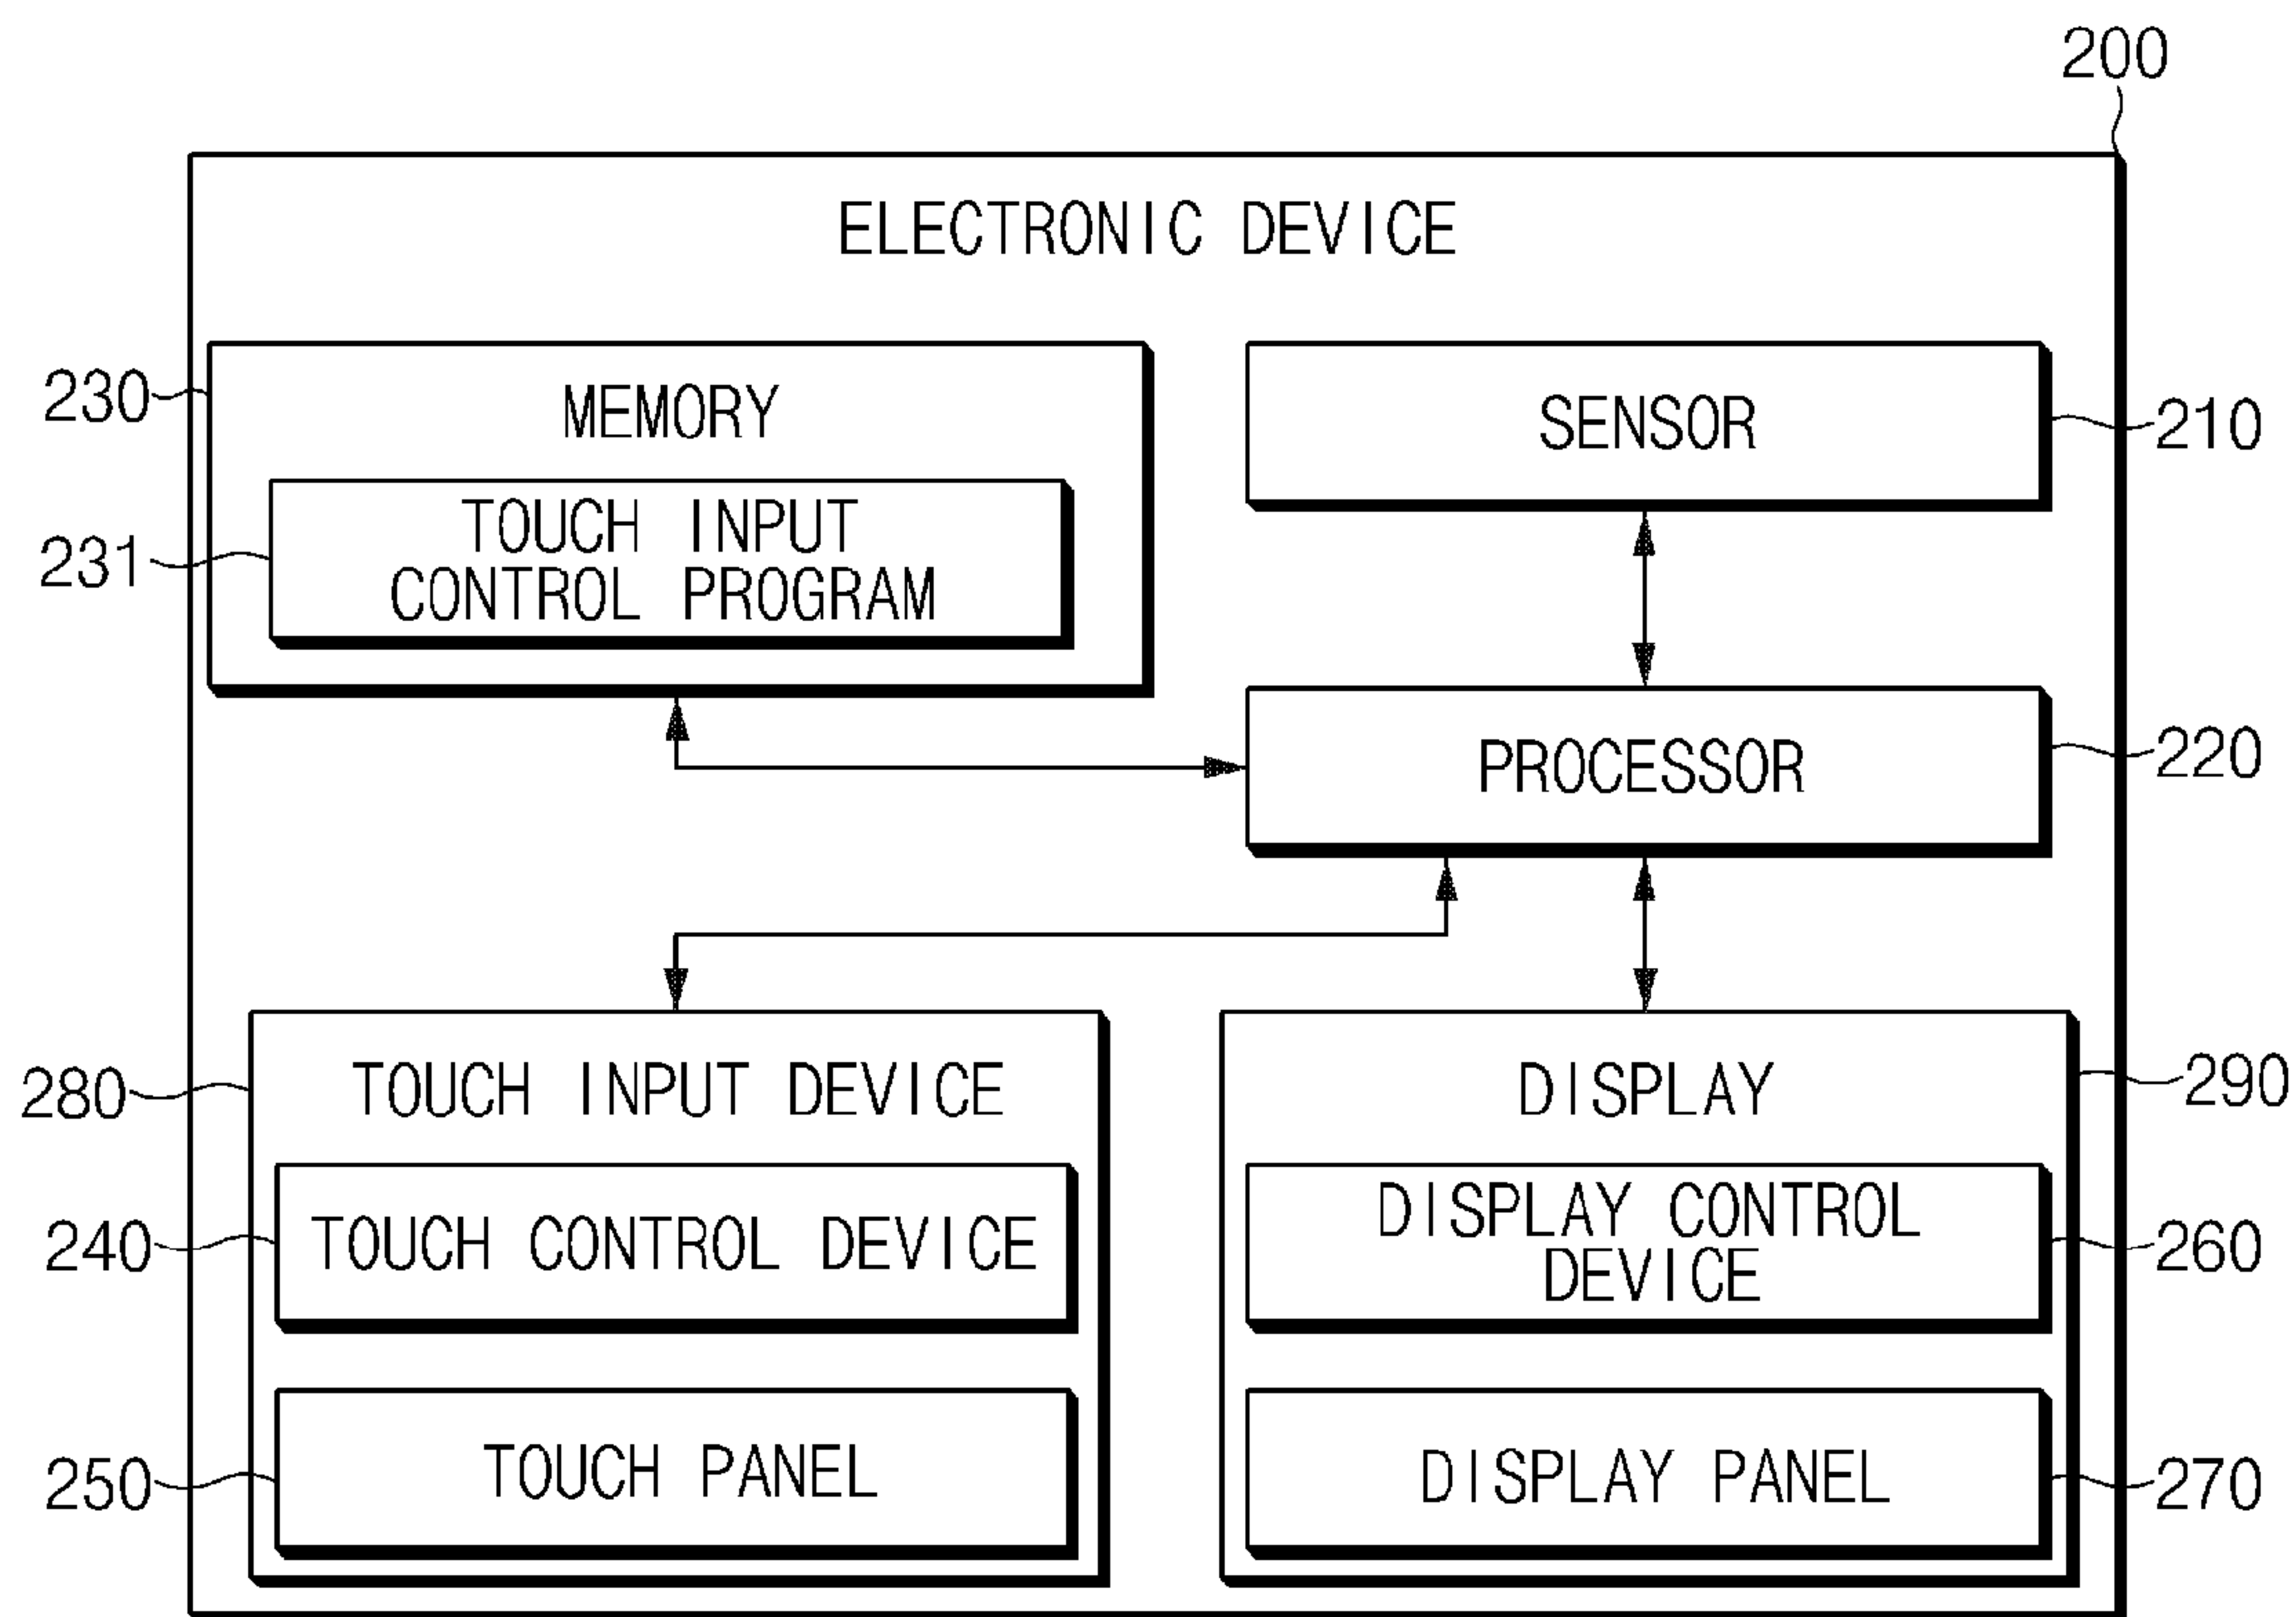 200
ELECTRONIC DEVICE
230
MEMORY
231
TOUCH INPUT
CONTROL PROGRAM
SENSOR
210
PROCESSOR
220
280
TOUCH INPUT DEVICE
240
TOUCH CONTROL DEVICE
250
TOUCH PANEL
DISPLAY
290
DISPLAY CONTROL
DEVICE
260
DISPLAY PANEL
270